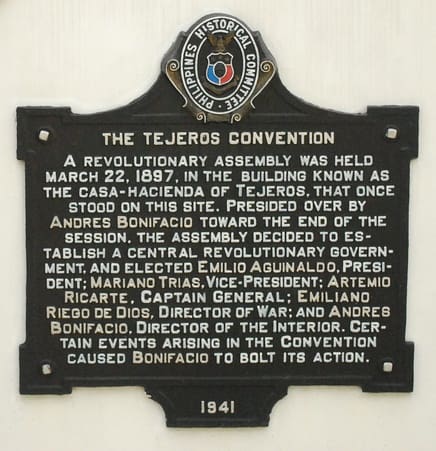 PHILIPPINES HISTORICAL COMMITTEE
THE TEJEROS CONVENTION
A REVOLUTIONARY ASSEMBLY WAS HELD
MARCH 22, 1897, IN THE BUILDING KNOWN AS
THE CASA-HACIENDA OF TEJEROS, THAT ONCE
STOOD ON THIS SITE. PRESIDED OVER BY
ANDRES BONIFACIO TOWARD THE END OF THE
SESSION, THE ASSEMBLY DECIDED TO ES-
TABLISH A CENTRAL REVOLUTIONARY GOVERN-
MENT, AND ELECTED EMILIO AGUINALDO, PRESI-
DENT; MARIANO TRIAS, VICE-PRESIDENT; ARTEMIO
RICARTE, CAPTAIN GENERAL; EMILIANO
RIEGO DE DIOS, DIRECTOR OF WAR; AND ANDRES
BONIFACIO, DIRECTOR OF THE INTERIOR. CER-
TAIN EVENTS ARISING IN THE CONVENTION
CAUSED BONIFACIO TO BOLT ITS ACTION.
1941